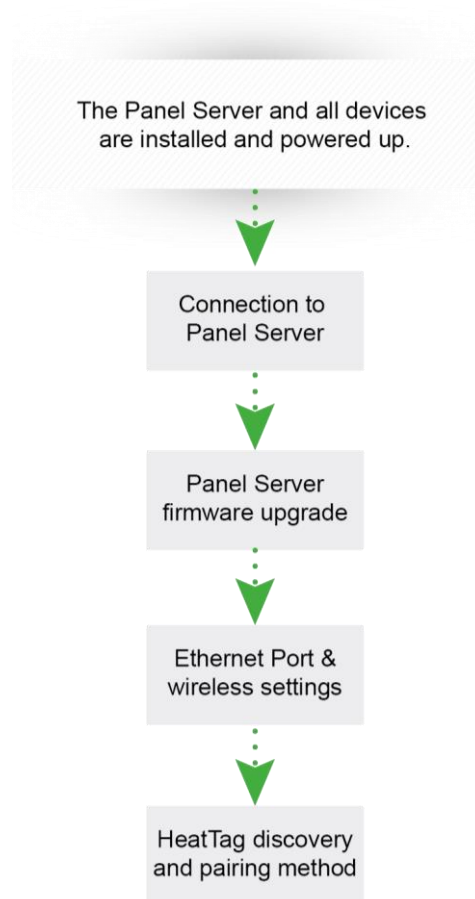 The Panel Server and all devices
are installed and powered up.
Connection to
Panel Server
Panel Server
firmware upgrade
Ethernet Port &
wireless settings
HeatTag discovery
and pairing method